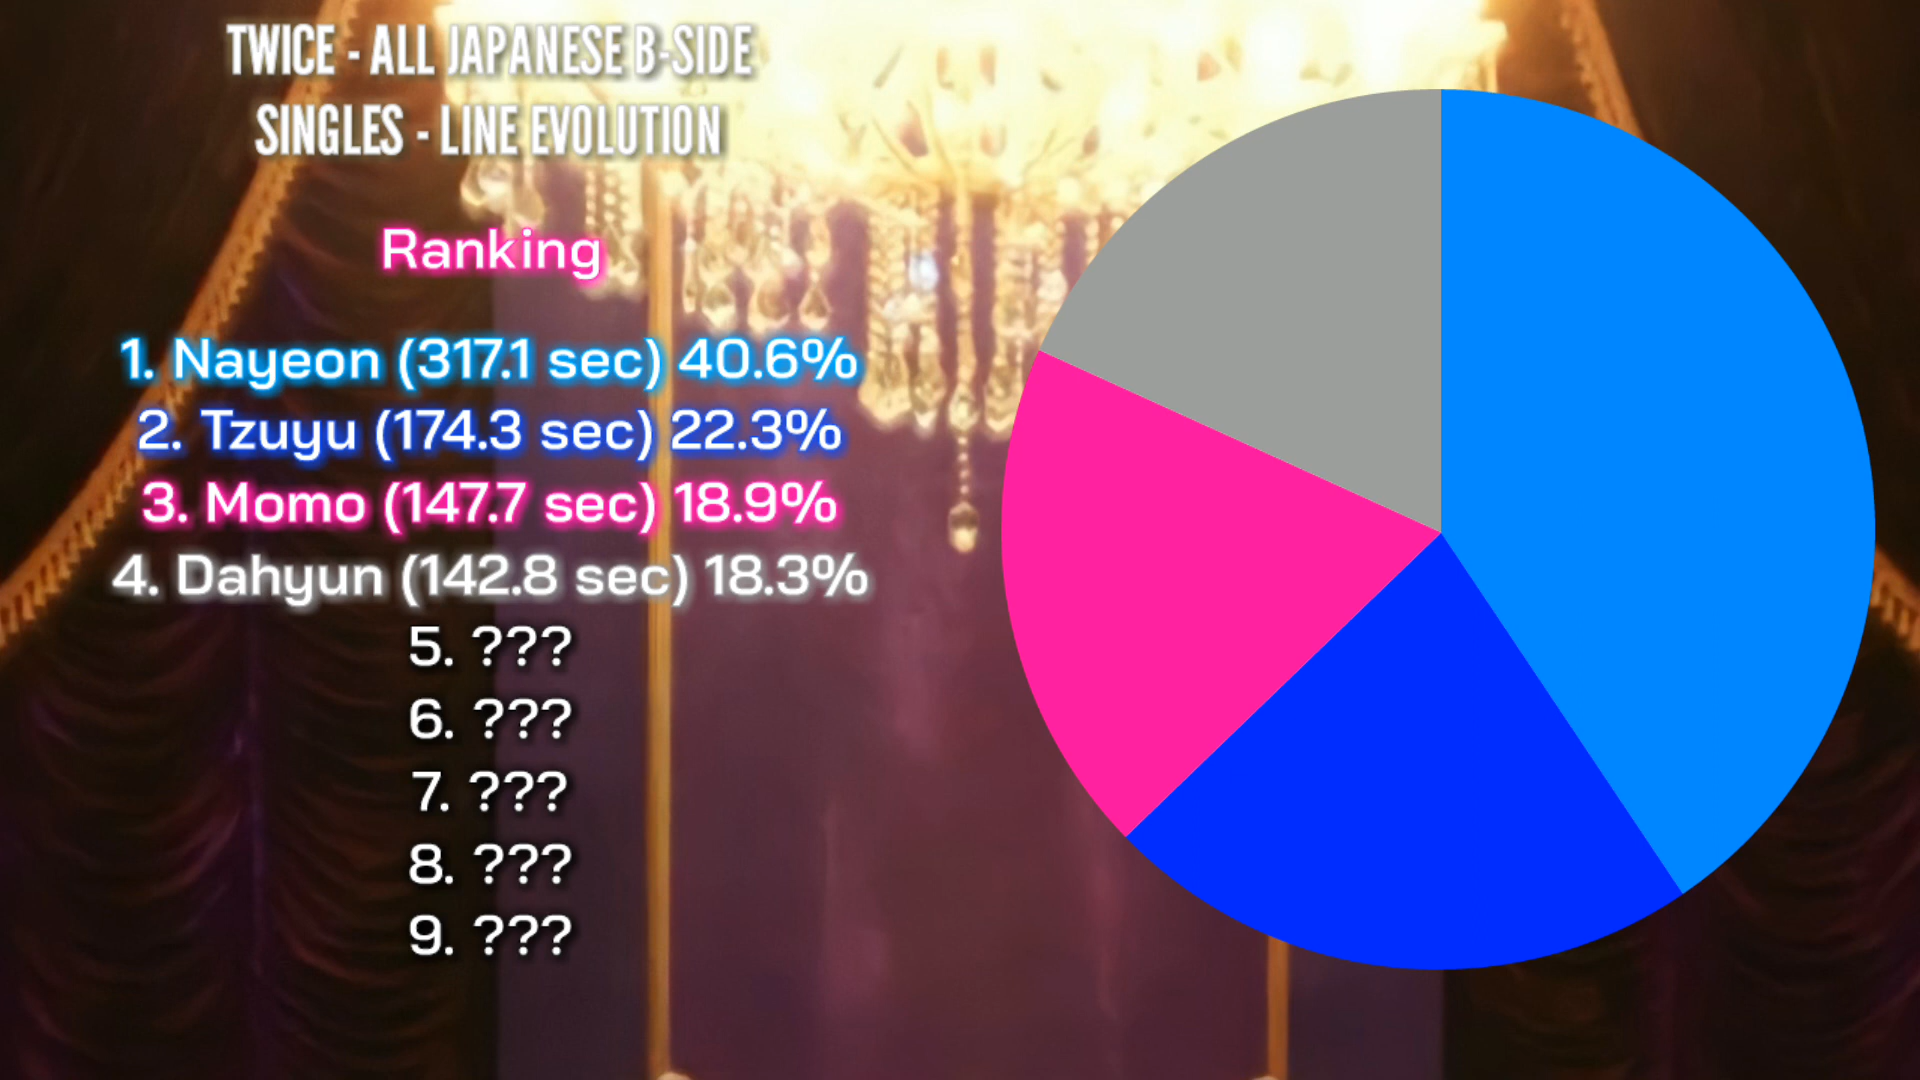 TWICE - ALL JAPANESE B-SIDE
SINGLES - LINE EVOLUTION
Ranking
1. Nayeon (317.1 sec) 40.6%
2. Tzuyu (174.3 sec) 22.3%
3. Momo (147.7 sec) 18.9%
4. Dahyun (142.8 sec) 18.3%
5. ???
6. ???
7. ???
8. ???
9. ???